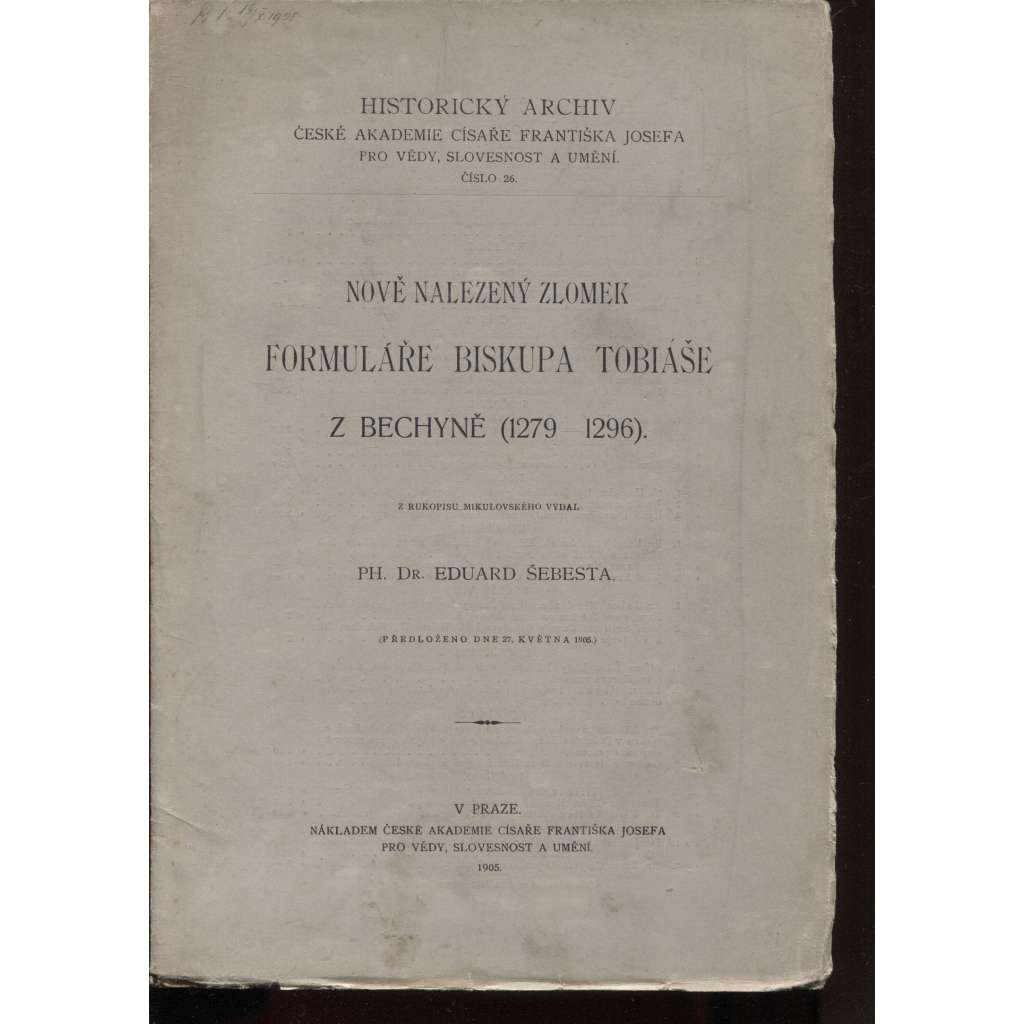 HISTORICKÝ ARCHIV
ČESKÉ AKADEMIE CÍSAŘE FRANTIŠKA JOSEFA
PRO VĚDY, SLOVESNOST A UMĚNÍ.
ČÍSLO 26.
NOVĚ NALEZENÝ ZLOMEK
FORMULÁŘE BISKUPA TOBIÁŠE
Z BECHYNĚ (1279–1296).
Z RUKOPISU MIKULOVSKÉHO VYDAL
PH. DR. EDUARD ŠEBESTA.
(PŘEDLOŽENO DNE 27. KVĚTNA 1905.)
V PRAZE.
NÁKLADEM ČESKÉ AKADEMIE CÍSAŘE FRANTIŠKA JOSEFA
PRO VĚDY, SLOVESNOST A UMĚNÍ.
1905.